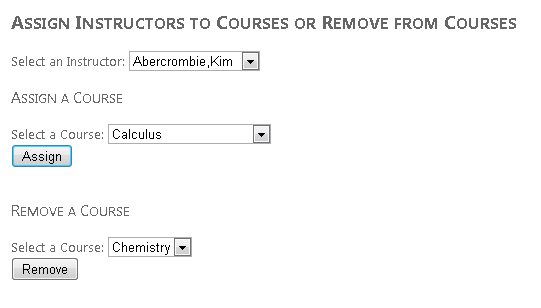 Assign Instructors to Courses or Remove from Courses
Select an Instructor: Abercrombie,Kim
Assign a Course
Select a Course: Calculus
Assign
Remove a Course
Select a Course: Chemistry
Remove